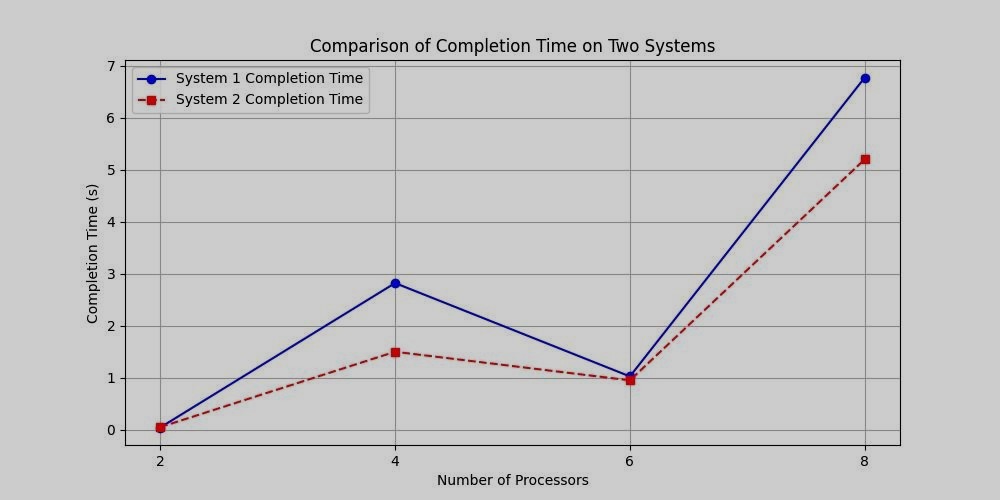 Comparison of Completion Time on Two Systems
System 1 Completion Time
System 2 Completion Time
Completion Time (s)
7
6
5
4
3
2
1
0
2 4 6 8
Number of Processors